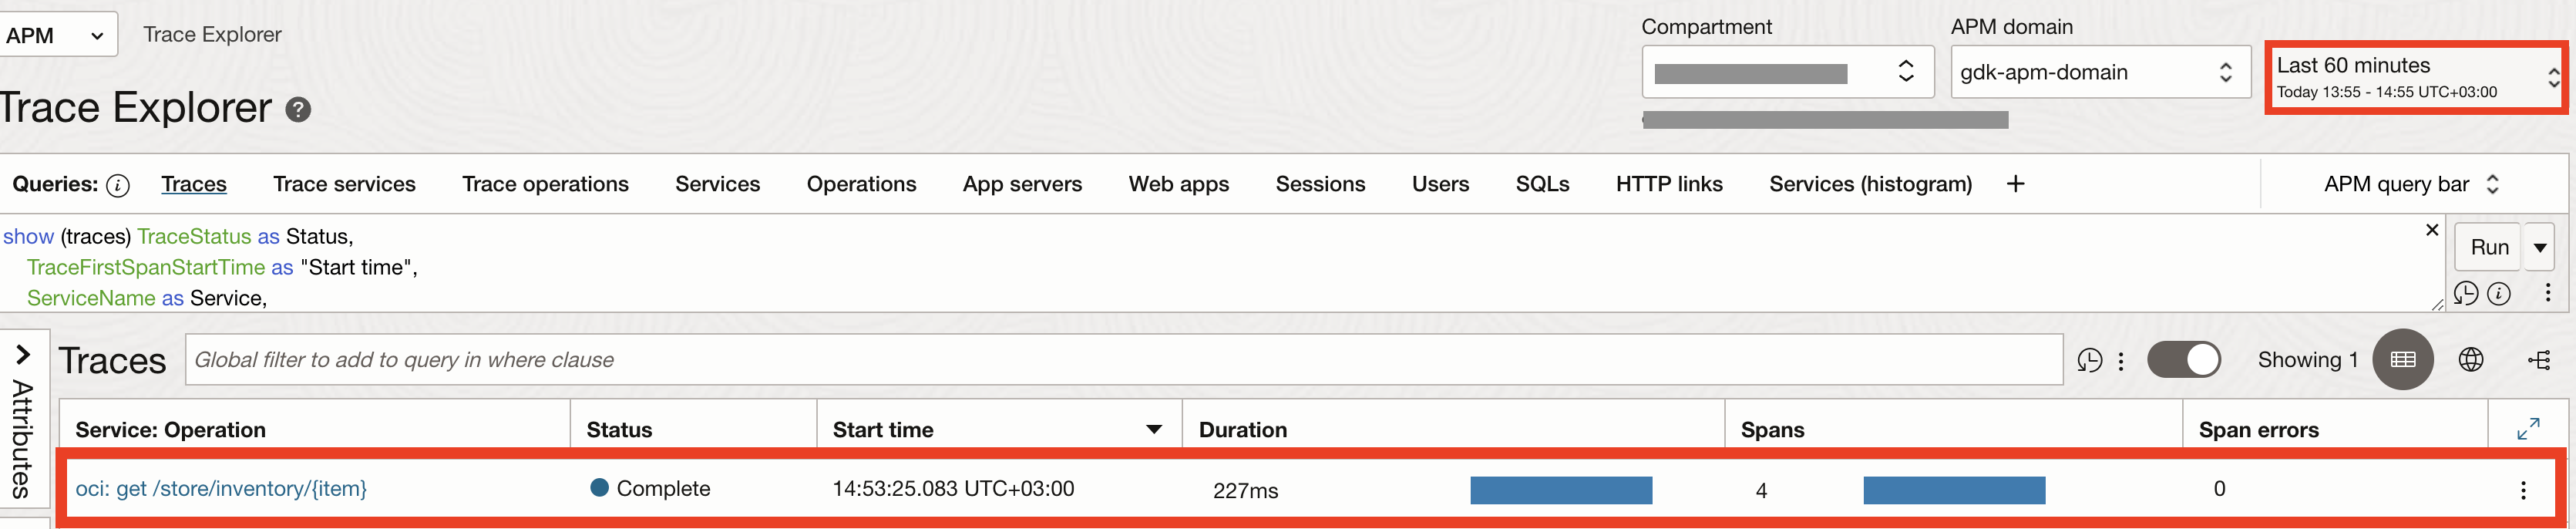 APM Trace Explorer
Compartment APM domain
Trace Explorer ?
gdk-apm-domain
Last 60 minutes
Today 13:55 - 14:55 UTC+03:00
Queries: i Traces Trace services Trace operations Services Operations App servers Web apps Sessions Users SQLs HTTP links Services (histogram) + APM query bar
show (traces) TraceStatus as Status,
TraceFirstSpanStartTime as "Start time",
ServiceName as Service,
Run
Attributes
Traces Global filter to add to query in where clause Showing 1
Service: Operation Status Start time Duration Spans Span errors
oci: get /store/inventory/{item} Complete 14:53:25.083 UTC+03:00 227ms 4 0